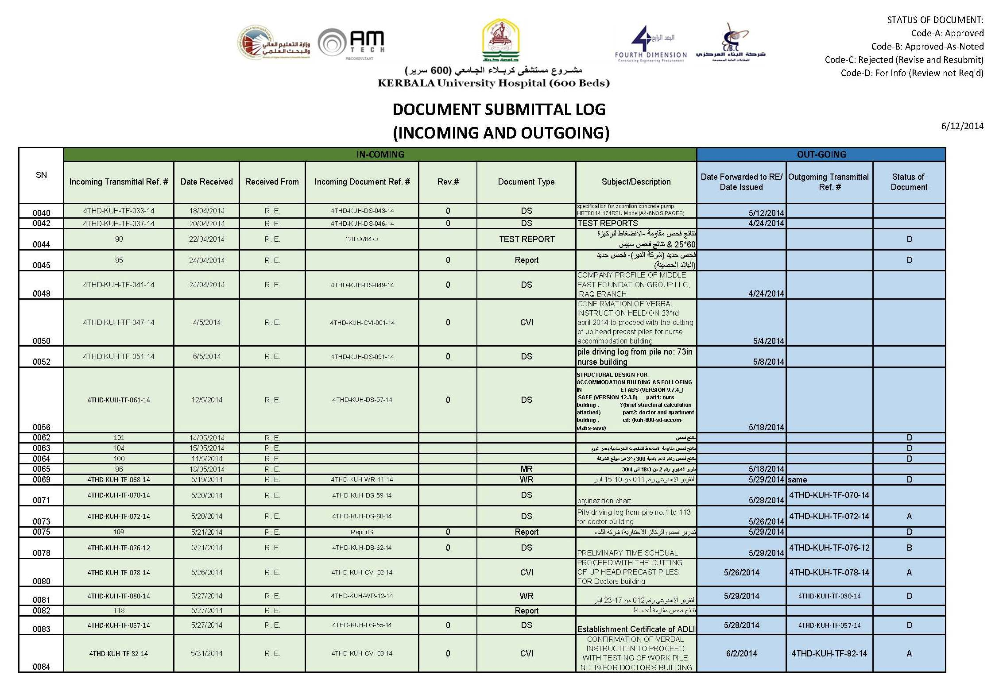 STATUS OF DOCUMENT:
Code-A: Approved
Code-B: Approved-As-Noted
Code-C: Rejected (Revise and Resubmit)
Code-D: For Info (Review not Req'd)
وزارة التعليم العالي
والبحث العلمي
AM
TECH
PM/CONSULTANT
جامعة كربلاء
4
البعد الرابع
FOURTH DIMENSION
Contracting Engineering Procurement
C.B.C
شركة البناء المركزي
مشروع مستشفى كربلاء الجامعي (600 سرير)
KERBALA University Hospital (600 Beds)
DOCUMENT SUBMITTAL LOG
(INCOMING AND OUTGOING)
6/12/2014
IN-COMING OUT-GOING
SN Incoming Transmittal Ref. # Date Received Received From Incoming Document Ref. # Rev.# Document Type Subject/Description Date Forwarded to RE/ Date Issued Outgoming Transmittal Ref. # Status of Document
0040 4THD-KUH-TF-033-14 18/04/2014 R. E. 4THD-KUH-DS-043-14 0 DS specification for zoomlion concrete pump
HBT80.14.174RSU Model(A4-6NOS.PAGES) 5/12/2014
0042 4THD-KUH-TF-037-14 20/04/2014 R. E. 4THD-KUH-DS-046-14 0 DS TEST REPORTS 4/24/2014
0044 90 22/04/2014 R. E. ف 84/ ف 120 TEST REPORT نتائج فحص مقاومة -الأنضغاط للركيزة
60*25 & نتائج فحص سبيس D
0045 95 24/04/2014 R. E. 0 Report فحص حديد (شركة الدير)- فحص حديد
(البلاد الحصينة) D
0048 4THD-KUH-TF-041-14 24/04/2014 R. E. 4THD-KUH-DS-049-14 0 DS COMPANY PROFILE OF MIDDLE
EAST FOUNDATION GROUP LLC,
IRAQ BRANCH 4/24/2014
0050 4THD-KUH-TF-047-14 4/5/2014 R. E. 4THD-KUH-CVI-001-14 0 CVI CONFIRMATION OF VERBAL
INSTRUCTION HELD ON 23^rd
april 2014 to proceed with the cutting
of up head precast piles for nurse
accommodation bulding 5/4/2014
0052 4THD-KUH-TF-051-14 6/5/2014 R. E. 4THD-KUH-DS-051-14 0 DS pile driving log from pile no: 73in
nurse building 5/8/2014
0056 4THD-KUH-TF-061-14 12/5/2014 R. E. 4THD-KUH-DS-57-14 0 DS STRUCTURAL DESIGN FOR
ACCOMMODATION BULDING AS FOLLOEING
IN ETABS (VERSION 9.7.4_)
SAFE (VERSION 12.3.0) part1: nurs
bulding . ?(brief structural calculation
attached) part2: doctor and apartment
bulding . cd: (kuh-600-sd-accom-
etabs-save) 5/18/2014
0062 101 14/05/2014 R. E. نتائج فحص D
0063 104 15/05/2014 R. E. نتائج فحص مقاومة الانضغاط للمكعبات الخرسانية بعمر اليوم D
0064 100 11/5/2014 R. E. نتائج فحص ركام ناعم بكمية 300 م^3 في موقع الشركة D
0065 96 18/05/2014 R. E. MR تقرير الشهري رقم 2 من 18/3 الى 30/4 5/18/2014
0069 4THD-KUH-TF-068-14 5/19/2014 R. E. 4THD-KUH-WR-11-14 WR التقرير الاسبوعي رقم 011 من 10-15 ايار 5/29/2014 same D
0071 4THD-KUH-TF-070-14 5/20/2014 R. E. 4THD-KUH-DS-59-14 DS orginazition chart 5/28/2014 4THD-KUH-TF-070-14
0073 4THD-KUH-TF-072-14 5/20/2014 R. E. 4THD-KUH-DS-60-14 DS Pile driving log from pile no:1 to 113
for doctor building 5/26/2014 4THD-KUH-TF-072-14 A
0075 109 5/21/2014 R. E. ReportS 0 Report تقارير فحص الركائز الاختبارية/ شركة اللقاء 5/29/2014 D
0078 4THD-KUH-TF-076-12 5/21/2014 R. E. 4THD-KUH-DS-62-14 0 DS PRELMINARY TIME SCHDUAL 5/29/2014 4THD-KUH-TF-076-12 B
0080 4THD-KUH-TF-078-14 5/26/2014 R. E. 4THD-KUH-CVI-02-14 CVI PROCEED WITH THE CUTTING
OF UP HEAD PRECAST PILES
FOR Doctors building 5/26/2014 4THD-KUH-TF-078-14 A
0081 4THD-KUH-TF-080-14 5/27/2014 R. E. 4THD-KUH-WR-12-14 WR التقرير الاسبوعي رقم 012 من 17-23 ايار 5/29/2014 4THD-KUH-TF-080-14 D
0082 118 5/27/2014 R. E. Report نتائج فحص مقاومة أنضغاط
0083 4THD-KUH-TF-057-14 5/27/2014 R. E. 4THD-KUH-DS-55-14 0 DS Establishment Certificate of 5/28/2014 4THD-KUH-TF-057-14 D
0084 4THD-KUH-TF-82-14 5/31/2014 R. E. 4THD-KUH-CVI-03-14 0 CVI CONFIRMATION OF VERBAL
INSTRUCTION TO PROCEED
WITH TESTING OF WORK PILE
NO 19 FOR DOCTOR'S BUILDING 6/2/2014 4THD-KUH-TF-82-14 A